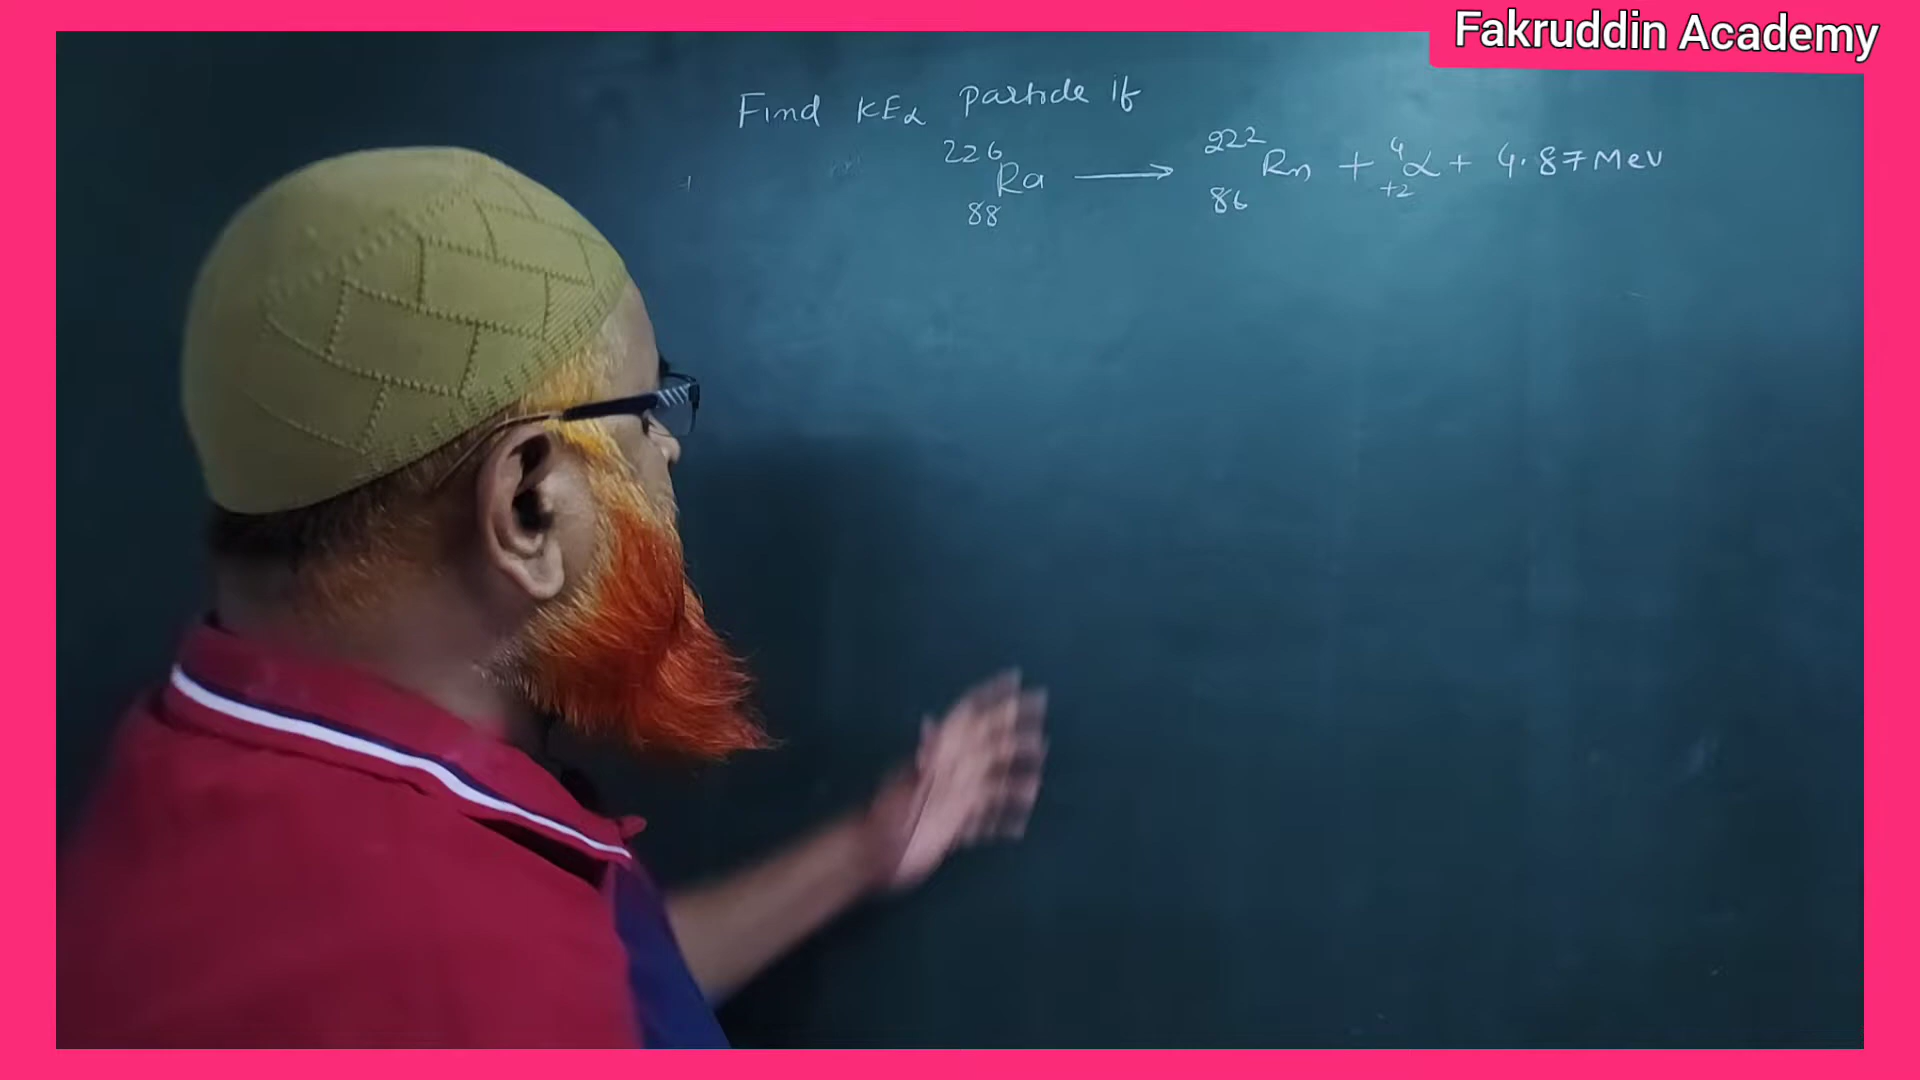 Fakruddin Academy
Find KEα particle if
226 88 Ra ⟶ 222 86 Rn + 4 +2 α + 4.87 MeV